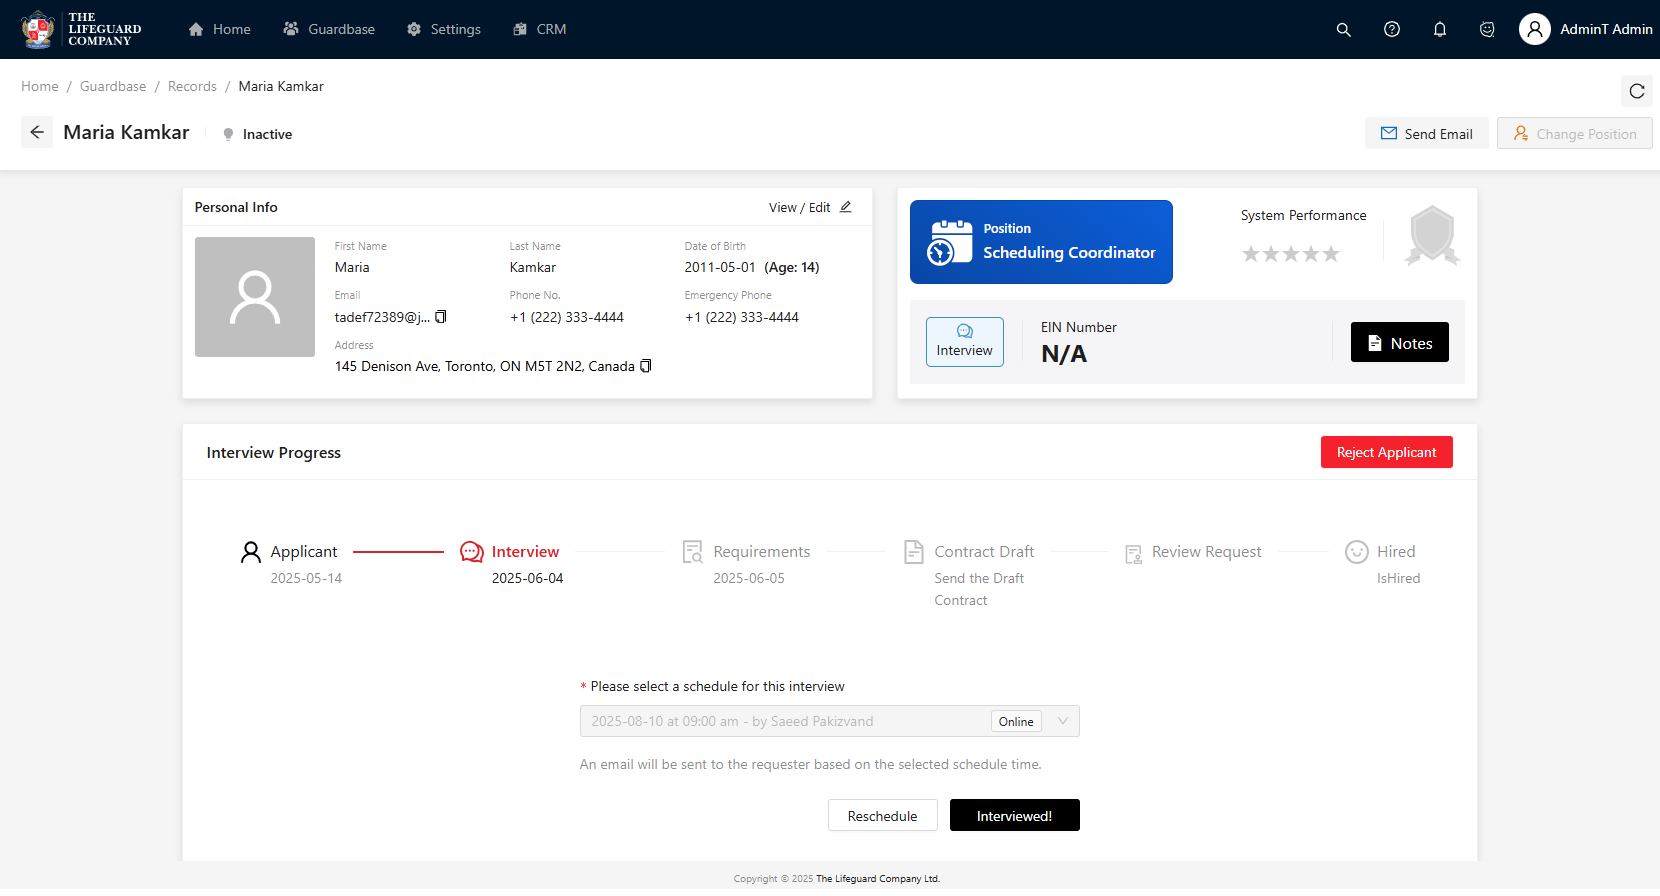 THE
LIFEGUARD
COMPANY
Home
Guardbase
Settings
CRM
AdminT Admin
Home / Guardbase / Records / Maria Kamkar
Maria Kamkar
Inactive
Send Email
Change Position
Personal Info
View / Edit
First Name
Last Name
Date of Birth
Maria
Kamkar
2011-05-01 (Age: 14)
Email
Phone No.
Emergency Phone
tadef72389@j...
+1 (222) 333-4444
+1 (222) 333-4444
Address
145 Denison Ave, Toronto, ON M5T 2N2, Canada
Position
Scheduling Coordinator
System Performance
Interview
EIN Number
N/A
Notes
Interview Progress
Reject Applicant
Applicant
2025-05-14
Interview
2025-06-04
Requirements
2025-06-05
Contract Draft
Send the Draft
Contract
Review Request
Hired
IsHired
* Please select a schedule for this interview
2025-08-10 at 09:00 am - by Saeed Pakizvand
Online
An email will be sent to the requester based on the selected schedule time.
Reschedule
Interviewed!
Copyright © 2025 The Lifeguard Company Ltd.